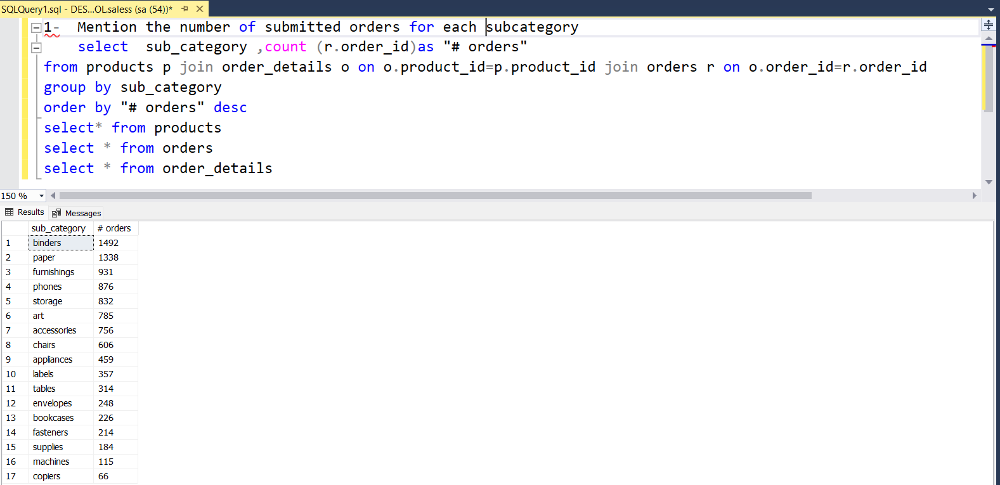 SQLQuery1.sql - DES...OL.saless (sa (54))*
1-  Mention the number of submitted orders for each subcategory
select  sub_category ,count (r.order_id)as "# orders"
from products p join order_details o on o.product_id=p.product_id join orders r on o.order_id=r.order_id
group by sub_category
order by "# orders" desc
select* from products
select * from orders
select * from order_details
150 %
Results Messages
sub_category # orders
1 binders 1492
2 paper 1338
3 furnishings 931
4 phones 876
5 storage 832
6 art 785
7 accessories 756
8 chairs 606
9 appliances 459
10 labels 357
11 tables 314
12 envelopes 248
13 bookcases 226
14 fasteners 214
15 supplies 184
16 machines 115
17 copiers 66